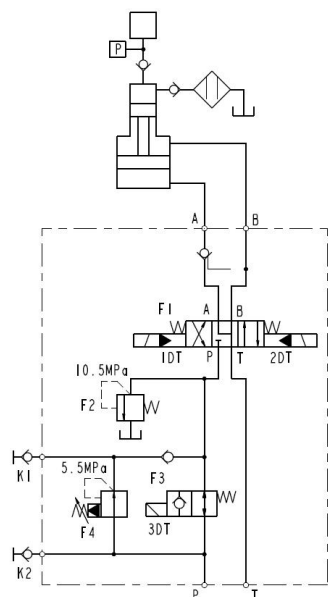 P
A B
F1 A B
1DT P T 2DT
10.5MPa
F2
5.5MPa F3
K1
F4 3DT
K2
P T